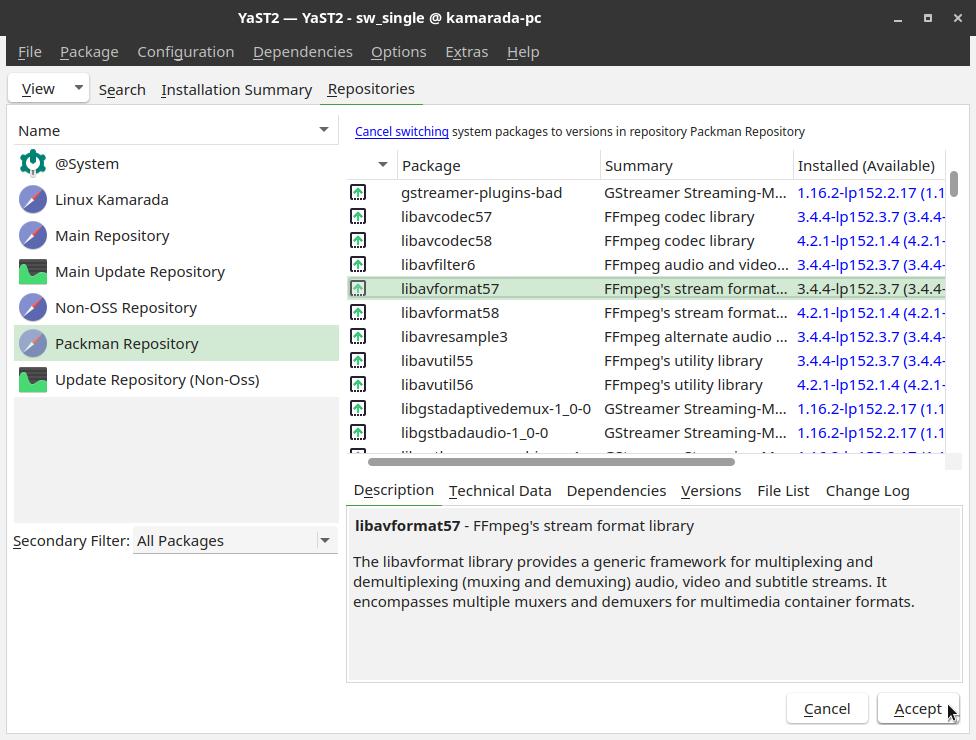 YaST2 — YaST2 - sw_single @ kamarada-pc
File Package Configuration Dependencies Options Extras Help
View Search Installation Summary Repositories
Name
@System
Linux Kamarada
Main Repository
Main Update Repository
Non-OSS Repository
Packman Repository
Update Repository (Non-Oss)
Secondary Filter: All Packages
Cancel switching system packages to versions in repository Packman Repository
Package Summary Installed (Available)
gstreamer-plugins-bad GStreamer Streaming-M... 1.16.2-lp152.2.17 (1.1
libavcodec57 FFmpeg codec library 3.4.4-lp152.3.7 (3.4.4-
libavcodec58 FFmpeg codec library 4.2.1-lp152.1.4 (4.2.1-
libavfilter6 FFmpeg audio and video... 3.4.4-lp152.3.7 (3.4.4-
libavformat57 FFmpeg's stream format... 3.4.4-lp152.3.7 (3.4.4-
libavformat58 FFmpeg's stream format... 4.2.1-lp152.1.4 (4.2.1-
libavresample3 FFmpeg alternate audio ... 3.4.4-lp152.3.7 (3.4.4-
libavutil55 FFmpeg's utility library 3.4.4-lp152.3.7 (3.4.4-
libavutil56 FFmpeg's utility library 4.2.1-lp152.1.4 (4.2.1-
libgstadaptivedemux-1_0-0 GStreamer Streaming-M... 1.16.2-lp152.2.17 (1.1
libgstbadaudio-1_0-0 GStreamer Streaming-M... 1.16.2-lp152.2.17 (1.1
Description Technical Data Dependencies Versions File List Change Log
libavformat57 - FFmpeg's stream format library
The libavformat library provides a generic framework for multiplexing and
demultiplexing (muxing and demuxing) audio, video and subtitle streams. It
encompasses multiple muxers and demuxers for multimedia container formats.
Cancel Accept